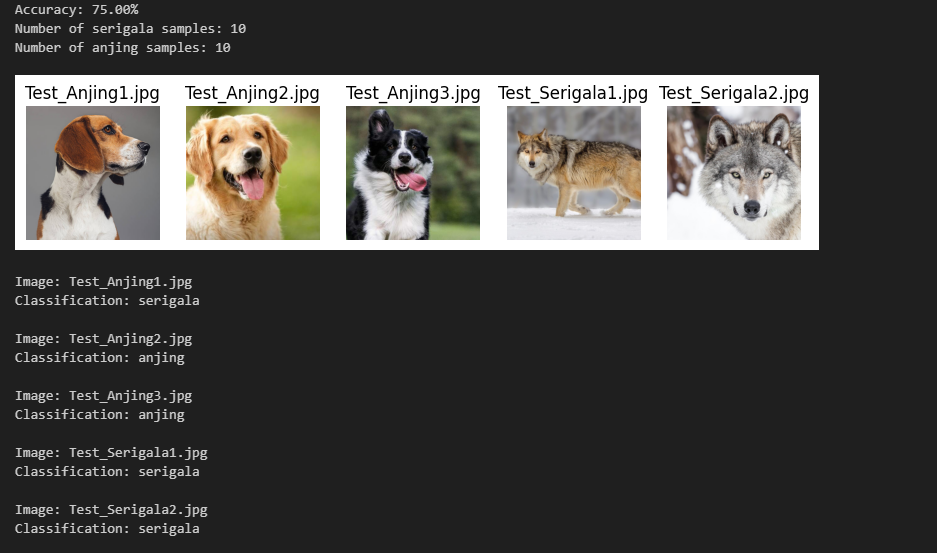 Accuracy: 75.00%
Number of serigala samples: 10
Number of anjing samples: 10
Test_Anjing1.jpg Test_Anjing2.jpg Test_Anjing3.jpg Test_Serigala1.jpg Test_Serigala2.jpg
Image: Test_Anjing1.jpg
Classification: serigala
Image: Test_Anjing2.jpg
Classification: anjing
Image: Test_Anjing3.jpg
Classification: anjing
Image: Test_Serigala1.jpg
Classification: serigala
Image: Test_Serigala2.jpg
Classification: serigala